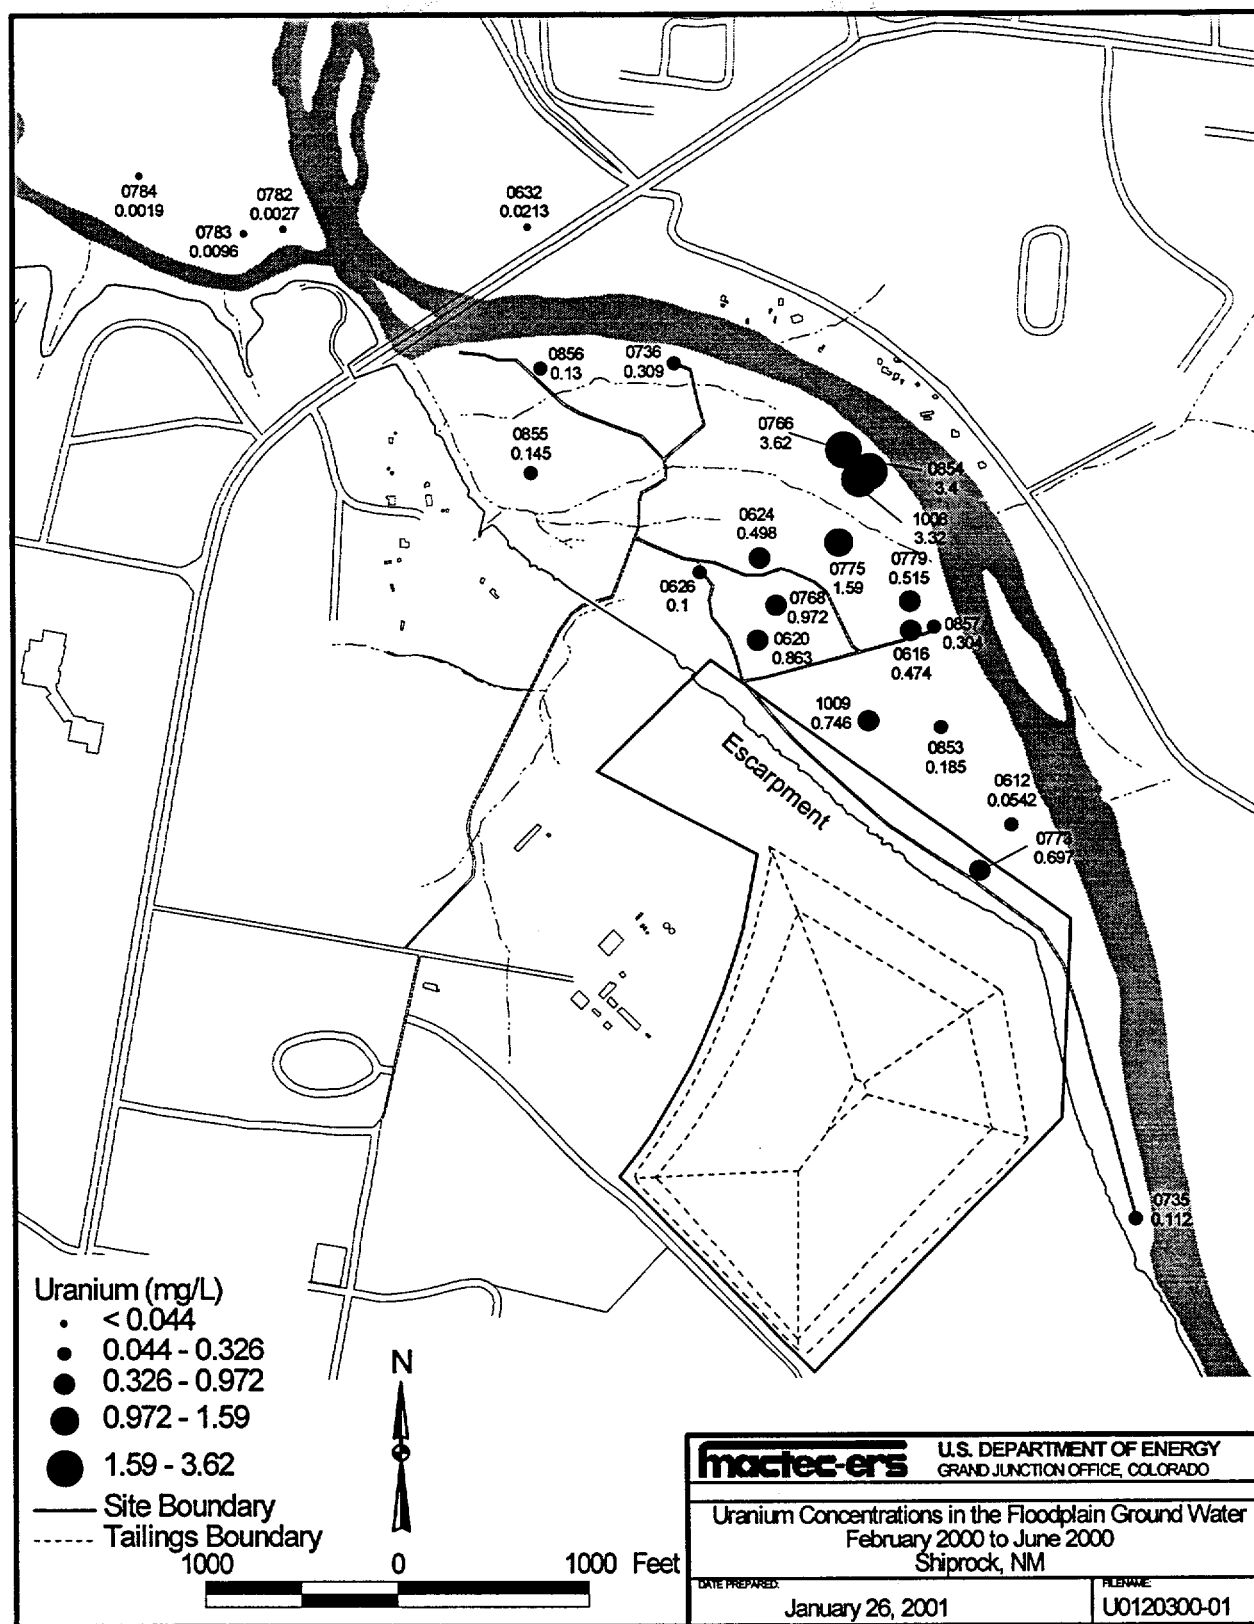 0784
0.0019
0782
0.0027
0783
0.0096
0632
0.0213
0856
0.13
0736
0.309
0855
0.145
0766
3.62
0854
3.4
1008
3.32
0624
0.498
0775
1.59
0779
0.515
0626
0.1
0768
0.972
0857
0.304
0620
0.863
0616
0.474
1009
0.746
0853
0.185
Escarpment
0612
0.0542
0773
0.697
0735
0.112
Uranium (mg/L)
< 0.044
0.044 - 0.326
0.326 - 0.972
0.972 - 1.59
1.59 - 3.62
Site Boundary
Tailings Boundary
N
1000 0 1000 Feet
mactec-ers
U.S. DEPARTMENT OF ENERGY
GRAND JUNCTION OFFICE, COLORADO
Uranium Concentrations in the Floodplain Ground Water
February 2000 to June 2000
Shiprock, NM
DATE PREPARED:
January 26, 2001
FILENAME:
U0120300-01